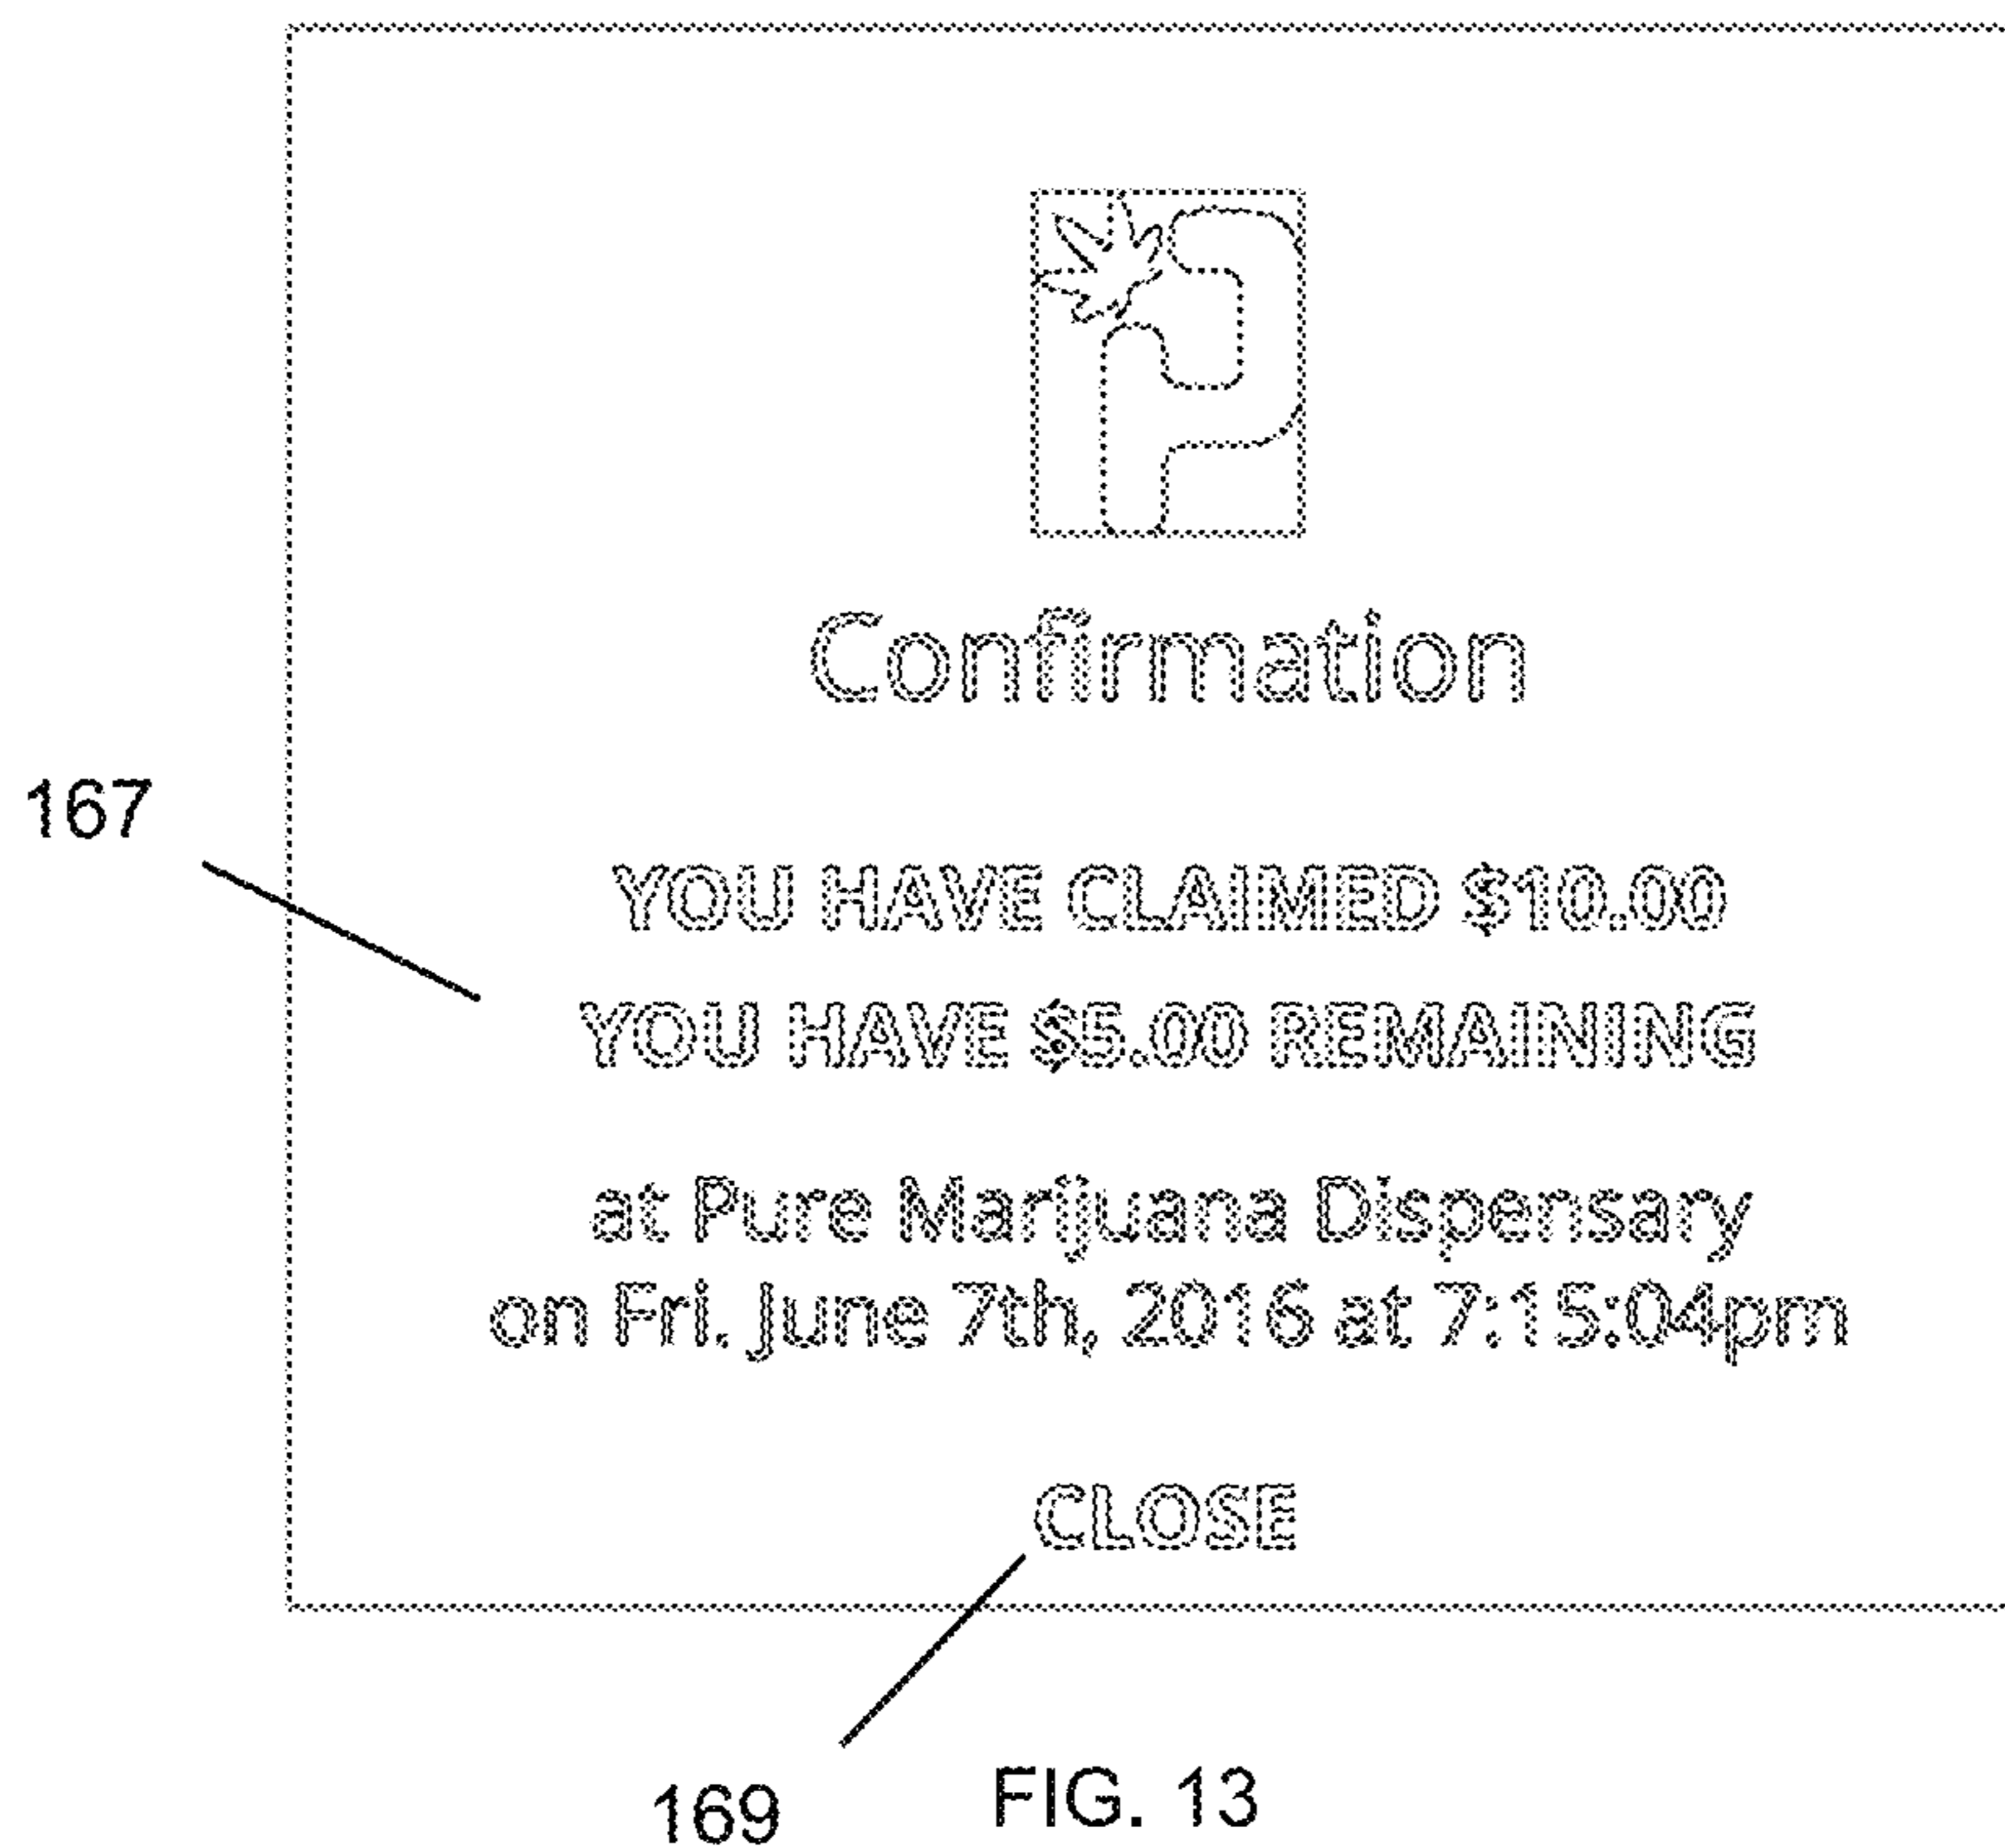 Confirmation
167
YOU HAVE CLAIMED $10.00
YOU HAVE $5.00 REMAINING
at Pure Marijuana Dispensary
on Fri. June 7th, 2016 at 7:15:04pm
CLOSE
169
FIG. 13